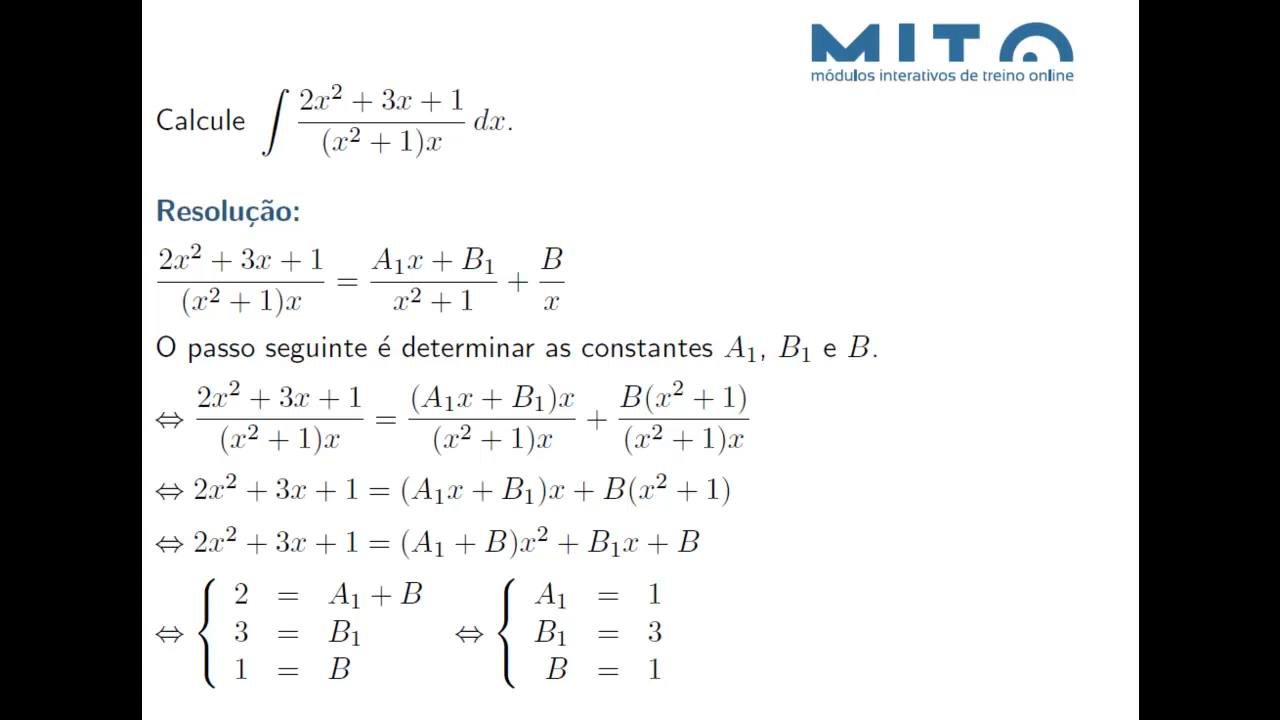 MITO
módulos interativos de treino online
Calcule ∫ (2x² + 3x + 1)/((x² + 1)x) dx.
Resolução:
(2x² + 3x + 1)/((x² + 1)x) = (A₁x + B₁)/(x² + 1) + B/x
O passo seguinte é determinar as constantes A₁, B₁ e B.
⇔ (2x² + 3x + 1)/((x² + 1)x) = ((A₁x + B₁)x)/((x² + 1)x) + (B(x² + 1))/((x² + 1)x)
⇔ 2x² + 3x + 1 = (A₁x + B₁)x + B(x² + 1)
⇔ 2x² + 3x + 1 = (A₁ + B)x² + B₁x + B
⇔ { 2 = A₁ + B ⇔ { A₁ = 1
3 = B₁ B₁ = 3
1 = B B = 1